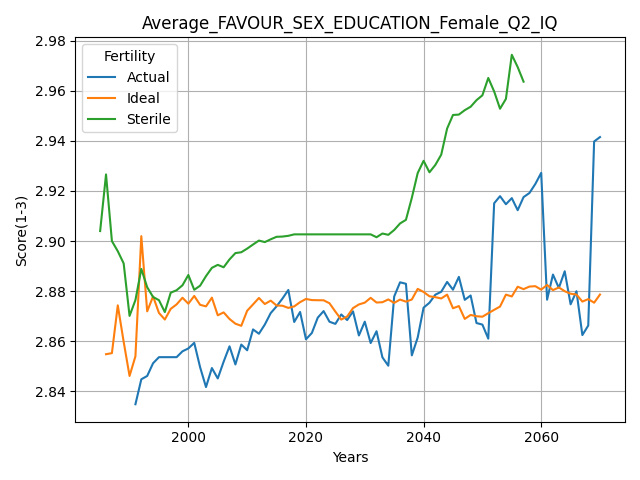 Average_FAVOUR_SEX_EDUCATION_Female_Q2_IQ
Fertility
Actual
Ideal
Sterile
Score(1-3)
2.98
2.96
2.94
2.92
2.90
2.88
2.86
2.84
2000
2020
2040
2060
Years